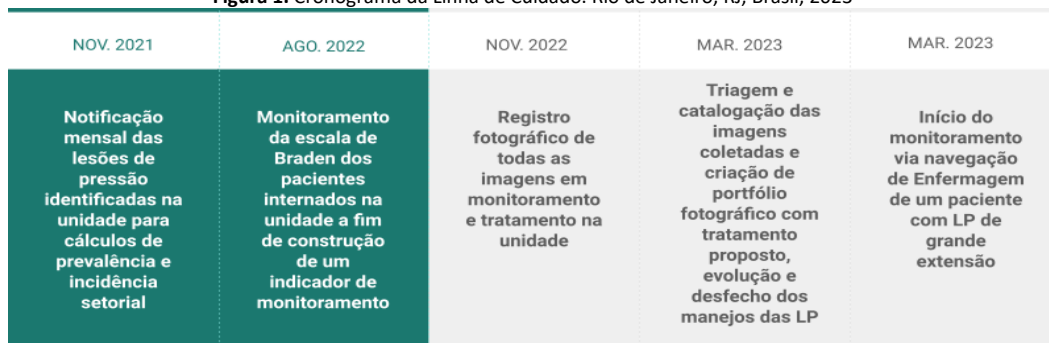 Figura 1. Cronograma da Linha de Cuidado. Rio de Janeiro, RJ, Brasil, 2023
NOV. 2021
Notificação
mensal das
lesões de
pressão
identificadas na
unidade para
cálculos de
prevalência e
incidência
setorial
AGO. 2022
Monitoramento
da escala de
Braden dos
pacientes
internados na
unidade a fim
de construção
de um
indicador de
monitoramento
NOV. 2022
Registro
fotográfico de
todas as
imagens em
monitoramento
e tratamento na
unidade
MAR. 2023
Triagem e
catalogação das
imagens
coletadas e
criação de
portfólio
fotográfico com
tratamento
proposto,
evolução e
desfecho dos
manejos das LP
MAR. 2023
Início do
monitoramento
via navegação
de Enfermagem
de um paciente
com LP de
grande
extensão